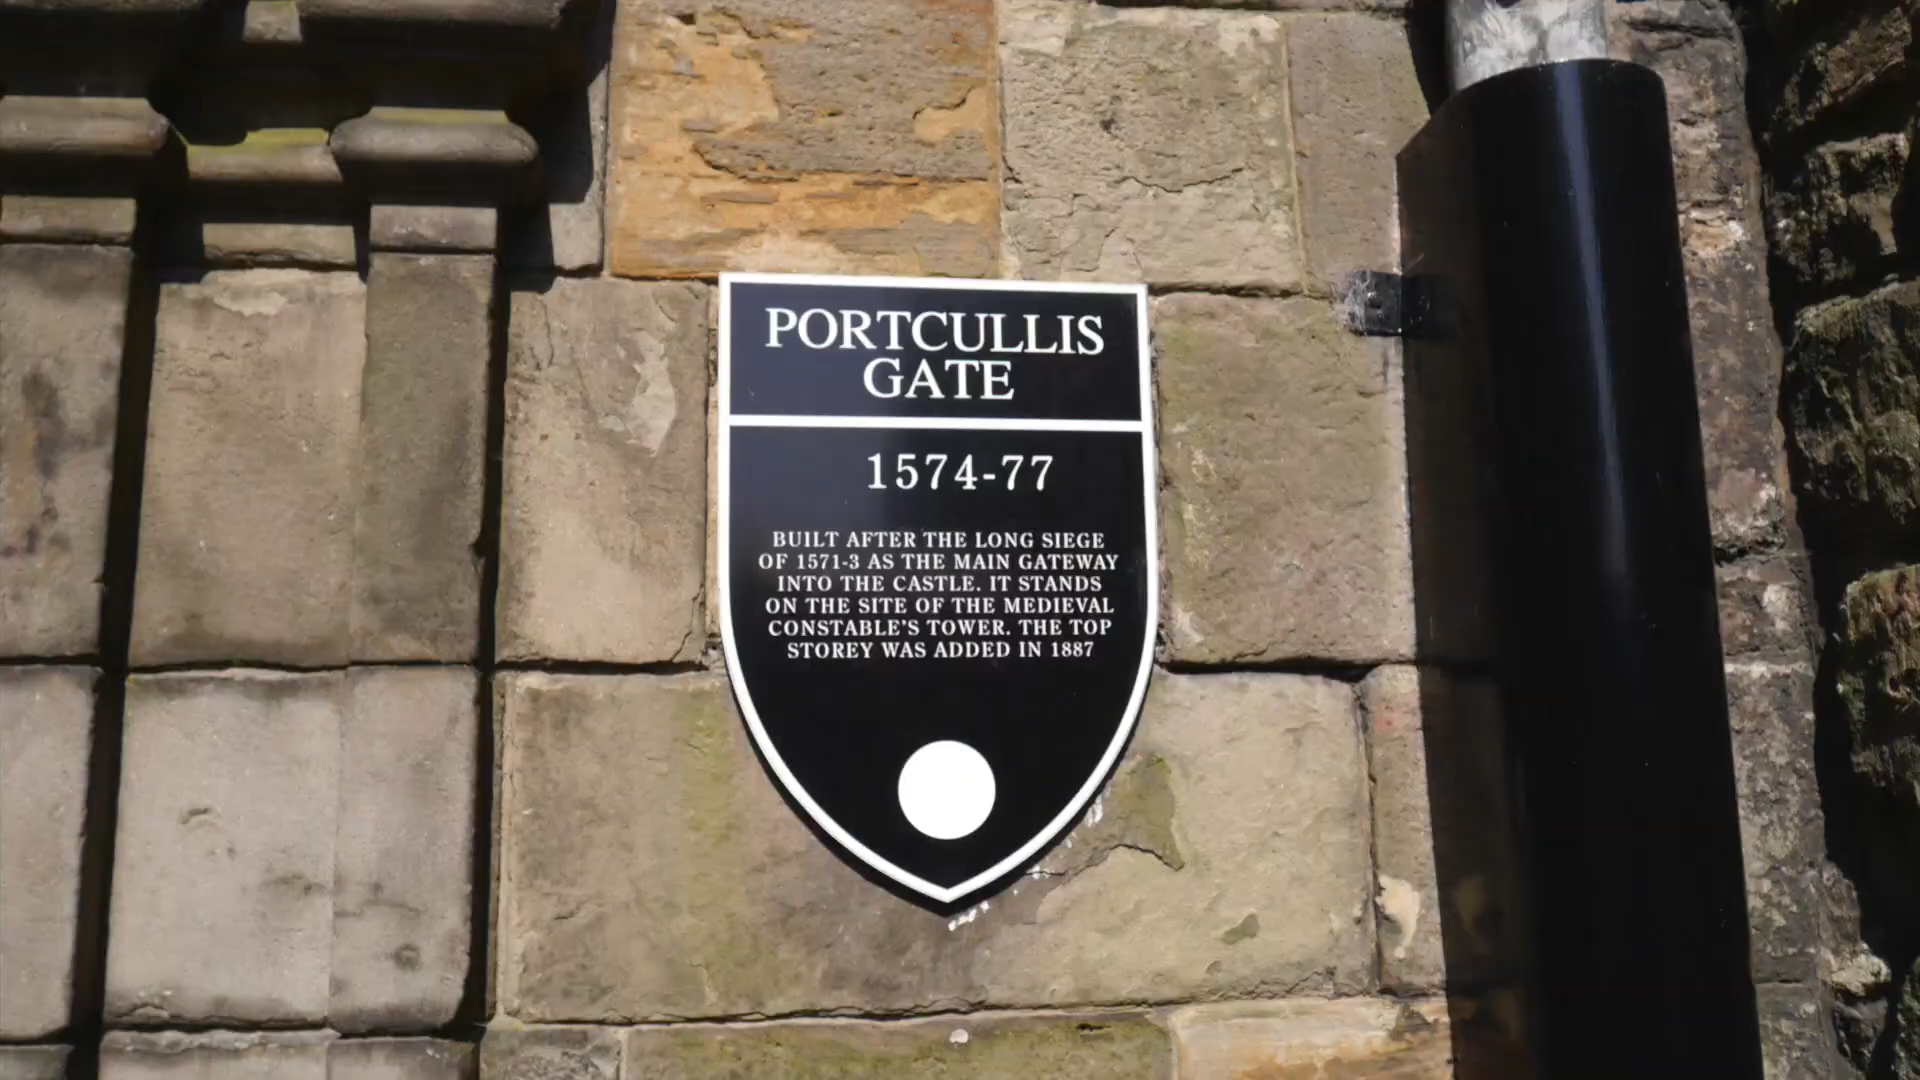 PORTCULLIS
GATE
1574-77
BUILT AFTER THE LONG SIEGE
OF 1571-3 AS THE MAIN GATEWAY
INTO THE CASTLE. IT STANDS
ON THE SITE OF THE MEDIEVAL
CONSTABLE'S TOWER. THE TOP
STOREY WAS ADDED IN 1887